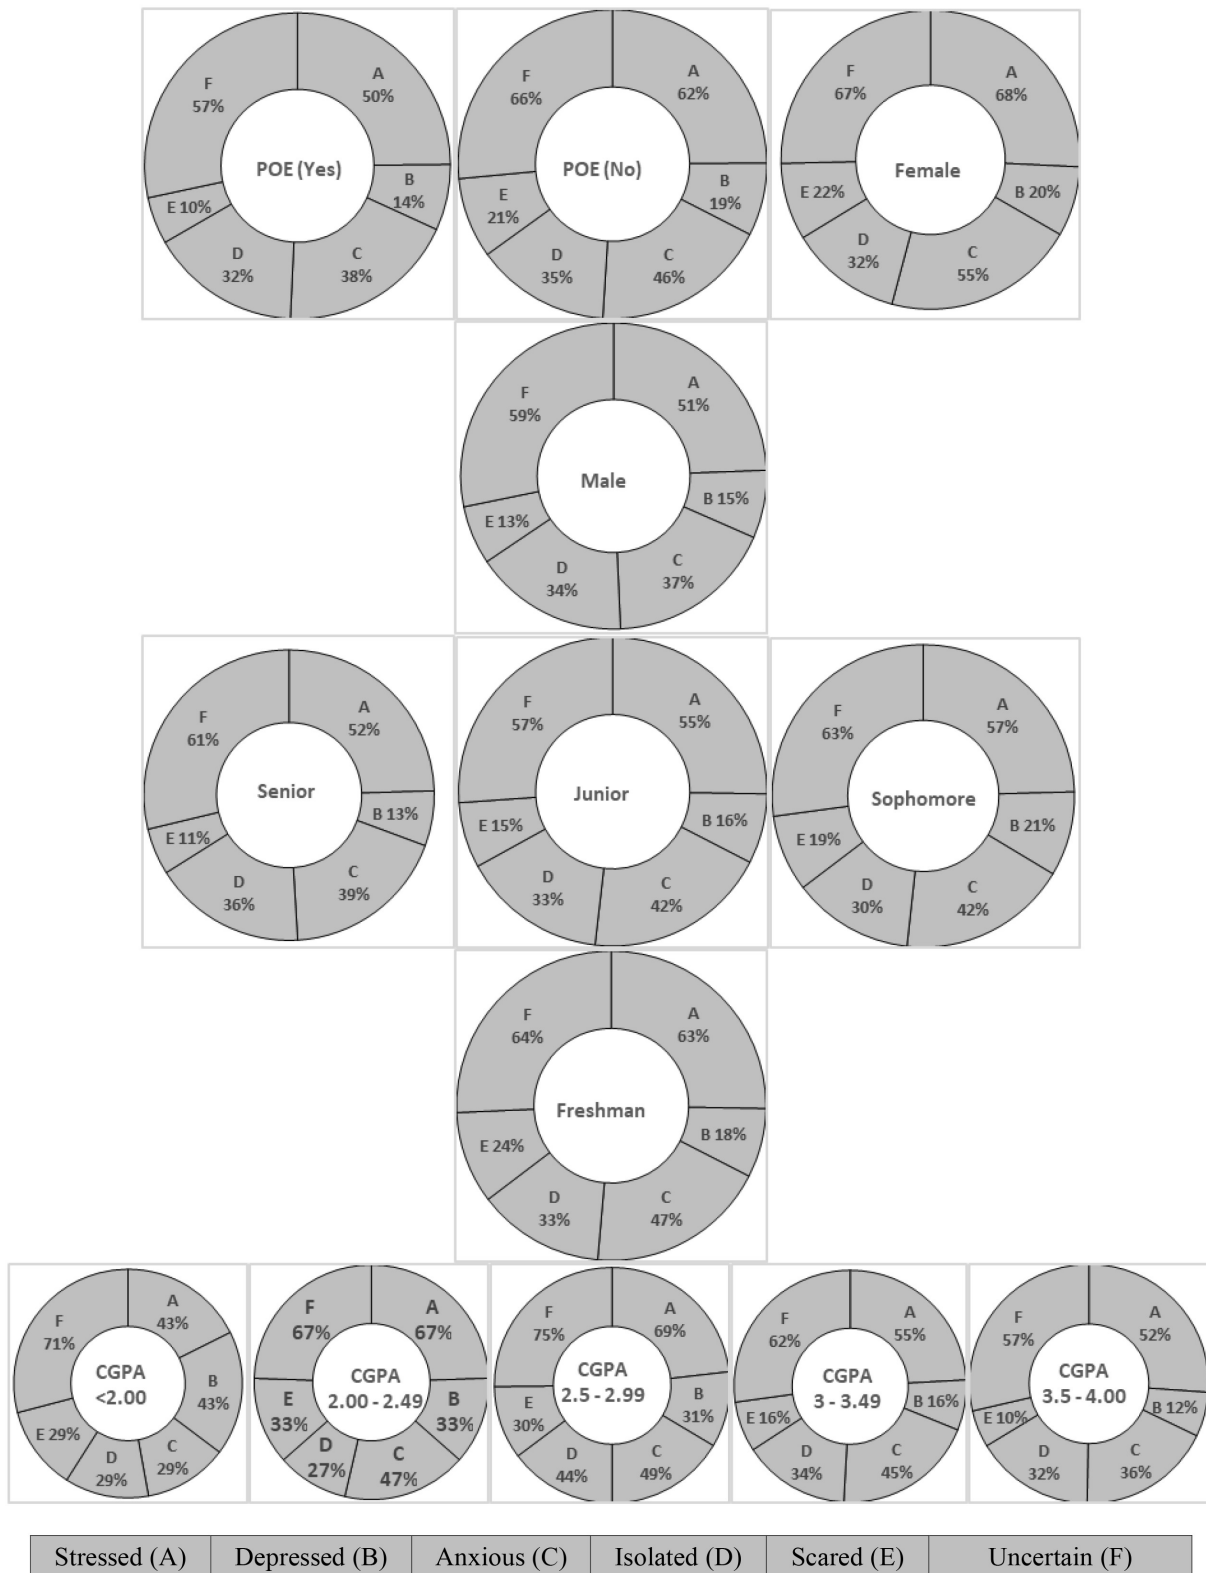 F
57%
A
50%
POE (Yes)
B
14%
E 10%
D
32%
C
38%
F
66%
A
62%
POE (No)
B
19%
E
21%
D
35%
C
46%
F
67%
A
68%
Female
E 22%
B 20%
D
32%
C
55%
F
59%
A
51%
Male
B 15%
E 13%
D
34%
C
37%
F
61%
A
52%
Senior
B 13%
E 11%
D
36%
C
39%
F
57%
A
55%
Junior
E 15%
B 16%
D
33%
C
42%
F
63%
A
57%
Sophomore
E 19%
B 21%
D
30%
C
42%
F
64%
A
63%
Freshman
E 24%
B 18%
D
33%
C
47%
F
71%
A
43%
CGPA
<2.00
B
43%
E 29%
D
29%
C
29%
F
67%
A
67%
CGPA
2.00 - 2.49
E
33%
B
33%
D
27%
C
47%
F
75%
A
69%
CGPA
2.5 - 2.99
E
30%
B
31%
D
44%
C
49%
F
62%
A
55%
CGPA
3 - 3.49
E 16%
B 16%
D
34%
C
45%
F
57%
A
52%
CGPA
3.5 - 4.00
E 10%
B 12%
D
32%
C
36%
Stressed (A) Depressed (B) Anxious (C) Isolated (D) Scared (E) Uncertain (F)